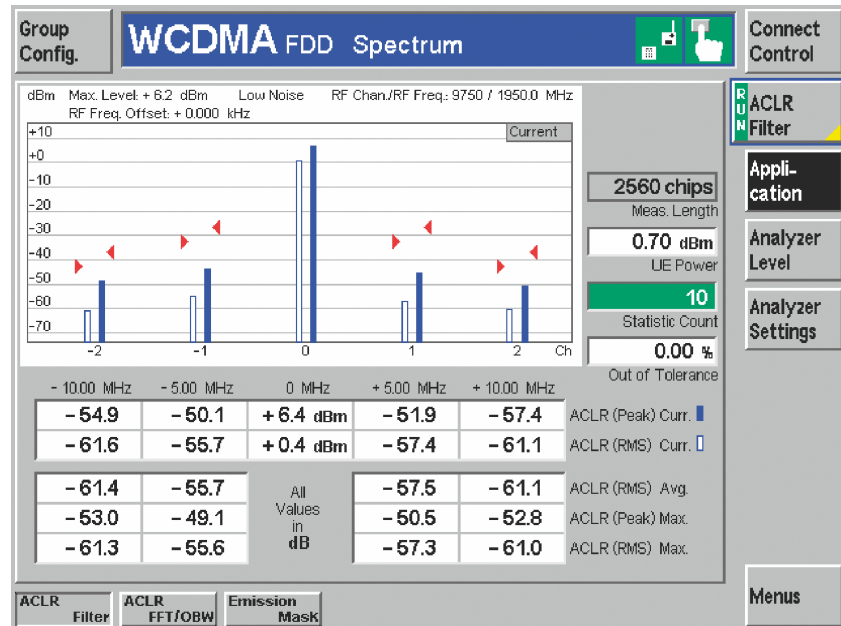 Group
Config.
WCDMA FDD Spectrum
Connect
Control
dBm Max. Level: + 6.2 dBm Low Noise RF Chan./RF Freq.: 9750 / 1950.0 MHz
RF Freq. Offset: + 0.000 kHz
Current
+10
+0
-10
-20
-30
-40
-50
-60
-70
-2 -1 0 1 2 Ch
2560 chips
Meas. Length
0.70 dBm
UE Power
10
Statistic Count
0.00 %
Out of Tolerance
- 10.00 MHz - 5.00 MHz 0 MHz + 5.00 MHz + 10.00 MHz
- 54.9 - 50.1 + 6.4 dBm - 51.9 - 57.4 ACLR (Peak) Curr.
- 61.6 - 55.7 + 0.4 dBm - 57.4 - 61.1 ACLR (RMS) Curr.
- 61.4 - 55.7 - 57.5 - 61.1 ACLR (RMS) Avg.
- 53.0 - 49.1 - 50.5 - 52.8 ACLR (Peak) Max.
- 61.3 - 55.6 - 57.3 - 61.0 ACLR (RMS) Max.
All
Values
in
dB
RUN
ACLR
Filter
Appli-
cation
Analyzer
Level
Analyzer
Settings
Menus
ACLR
Filter
ACLR
FFT/OBW
Emission
Mask